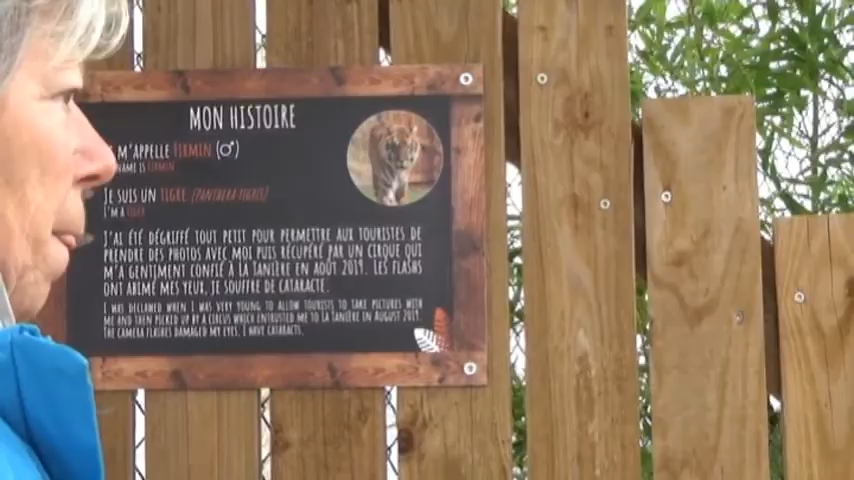 MON HISTOIRE
M'APPELLE FIRMIN (♂)
NAME IS FIRMIN
JE SUIS UN TIGRE (PANTHERA TIGRIS)
I'M A TIGER
J'AI ÉTÉ DÉGRIFFÉ TOUT PETIT POUR PERMETTRE AUX TOURISTES DE
PRENDRE DES PHOTOS AVEC MOI PUIS RÉCUPÉRÉ PAR UN CIRQUE QUI
M'A GENTIMENT CONFIÉ À LA TANIÈRE EN AOÛT 2019. LES FLASHS
ONT ABIMÉ MES YEUX, JE SOUFFRE DE CATARACTE.
I WAS DECLAWED WHEN I WAS VERY YOUNG TO ALLOW TOURISTS TO TAKE PICTURES WITH
ME AND THEN PICKED UP BY A CIRCUS WHICH ENTRUSTED ME TO LA TANIÈRE IN AUGUST 2019.
THE CAMERA FLASHES DAMAGED MY EYES, I HAVE CATARACTS.